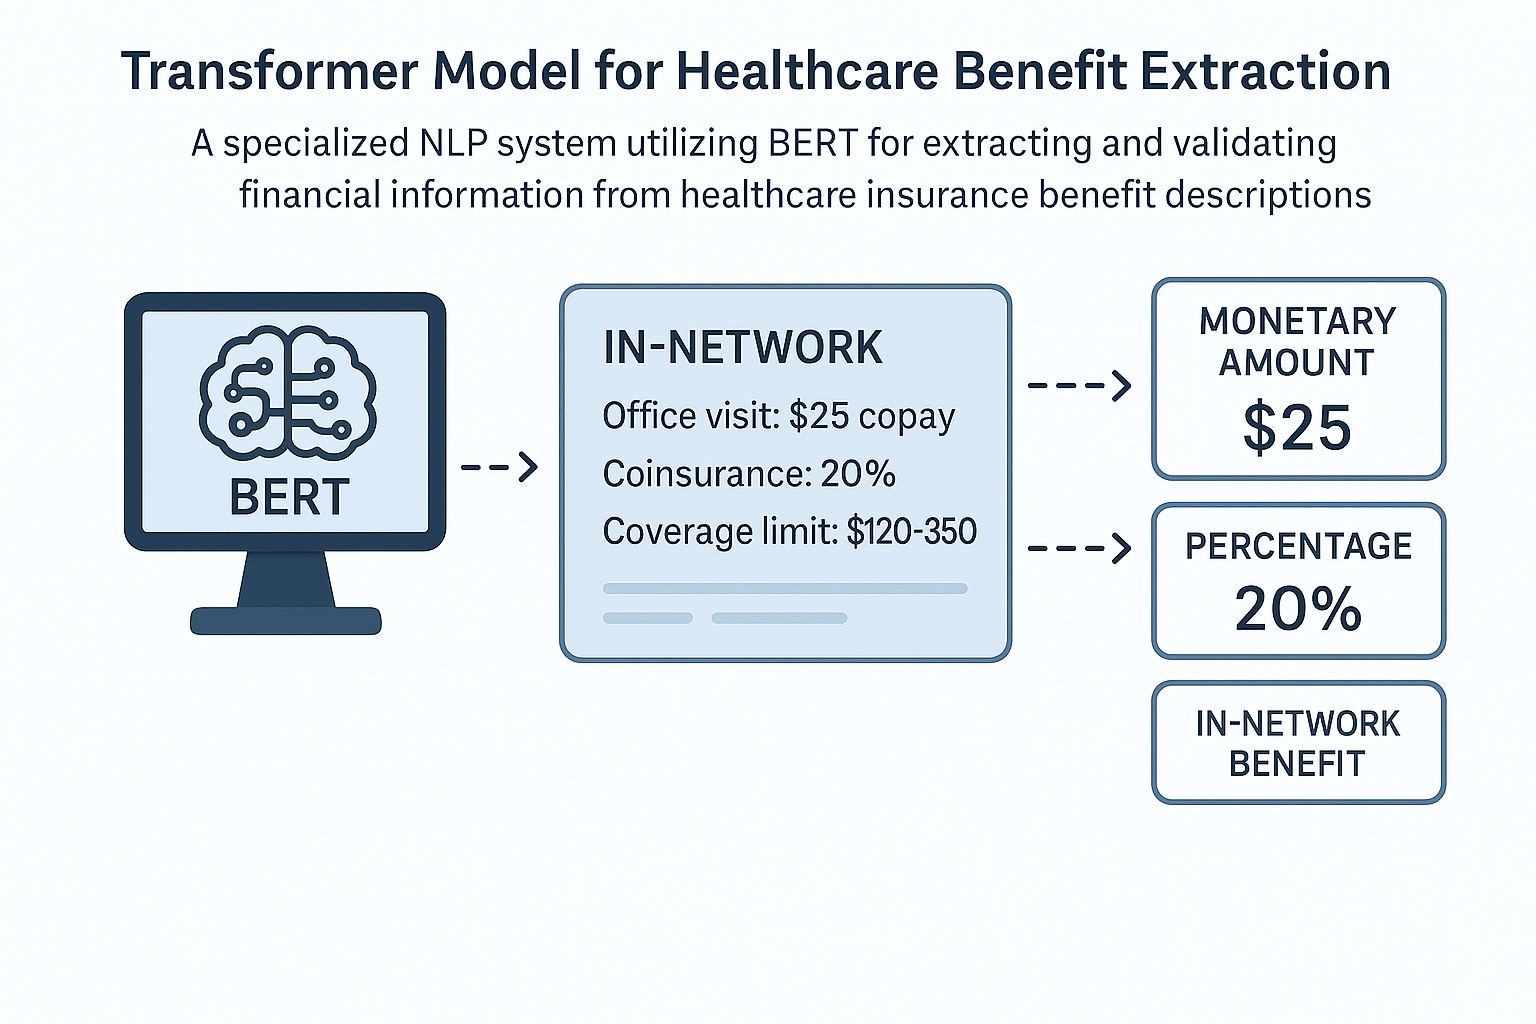 Transformer Model for Healthcare Benefit Extraction
A specialized NLP system utilizing BERT for extracting and validating
financial information from healthcare insurance benefit descriptions
BERT
IN-NETWORK
Office visit: $25 copay
Coinsurance: 20%
Coverage limit: $120-350
MONETARY
AMOUNT
$25
PERCENTAGE
20%
IN-NETWORK
BENEFIT